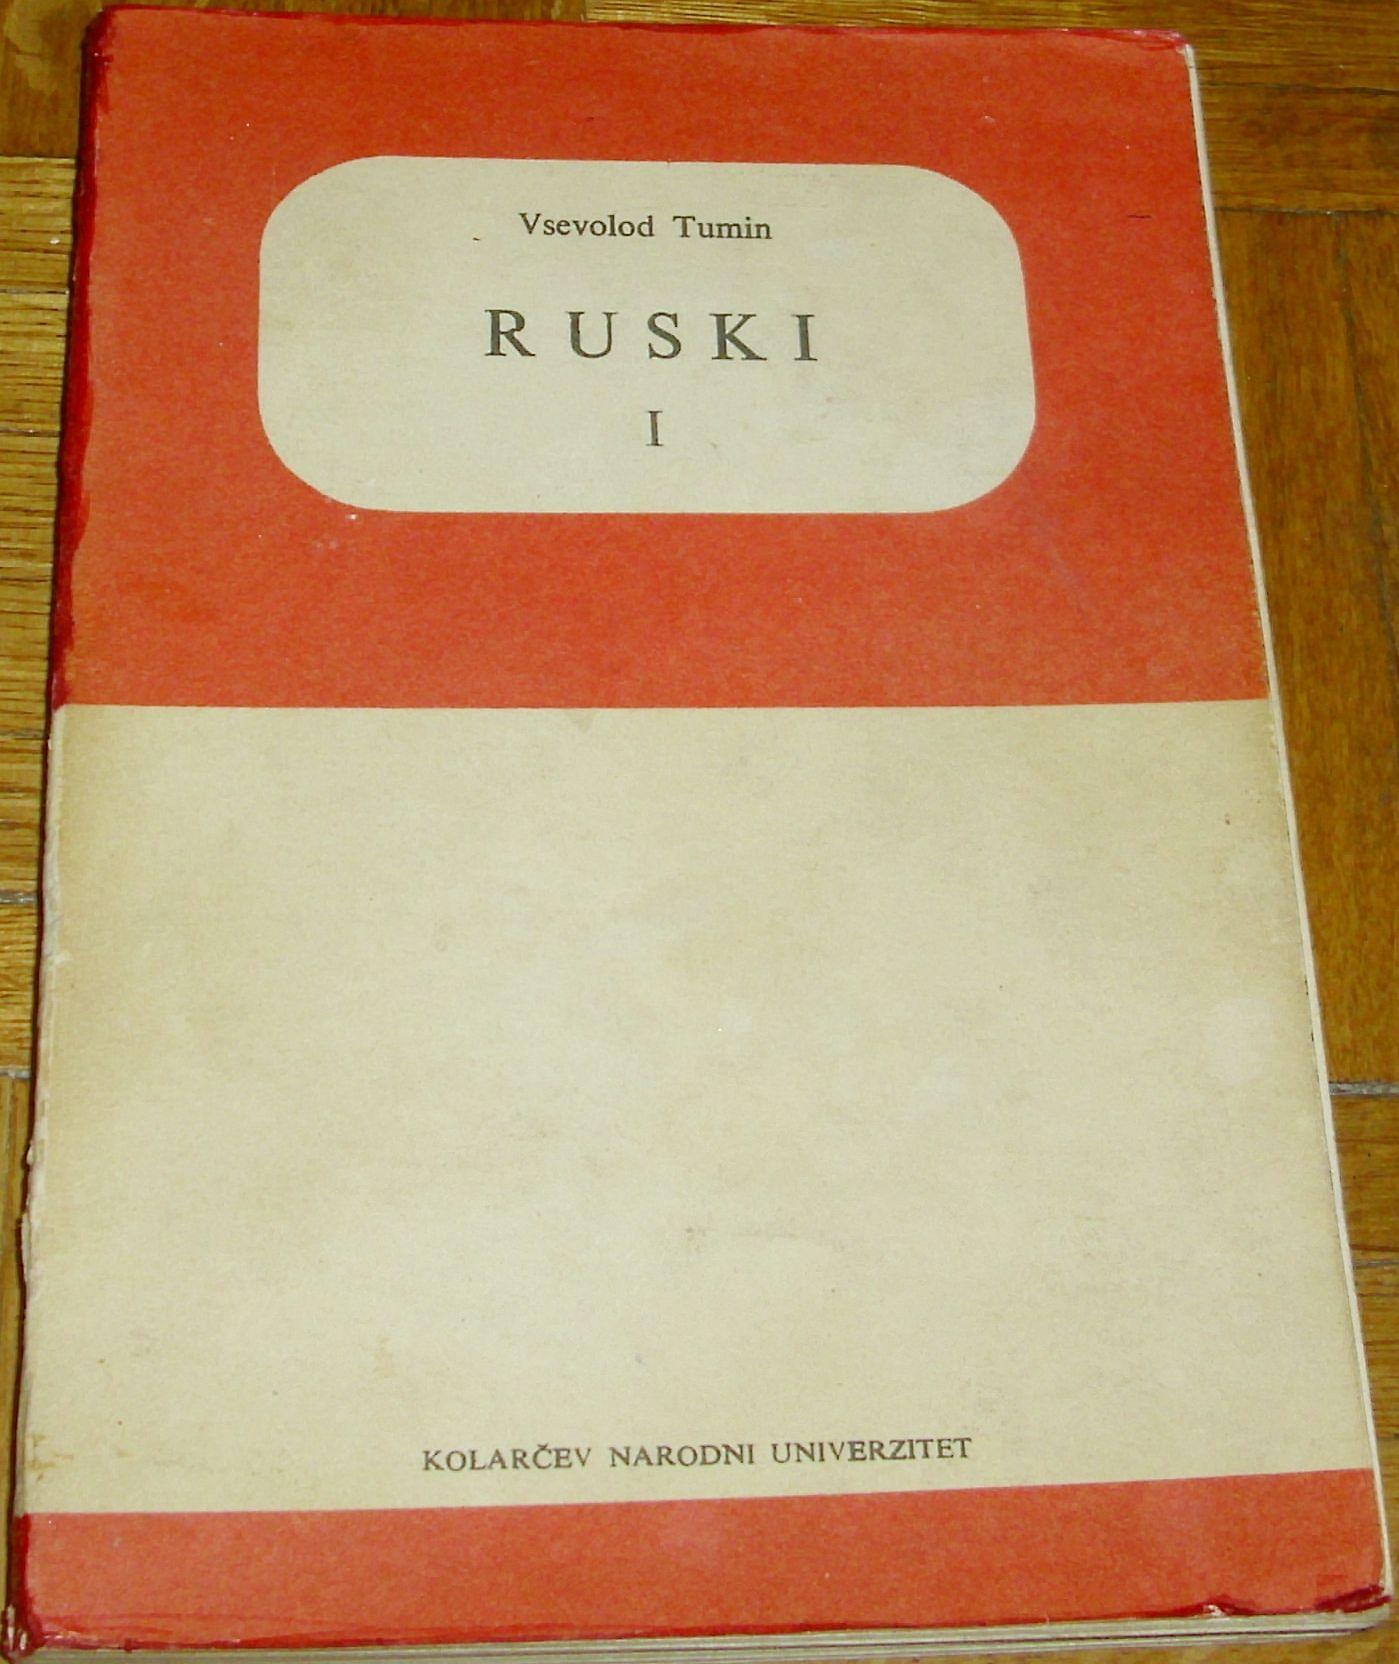 Vsevolod Tumin
RUSKI
I
KOLARČEV NARODNI UNIVERZITET